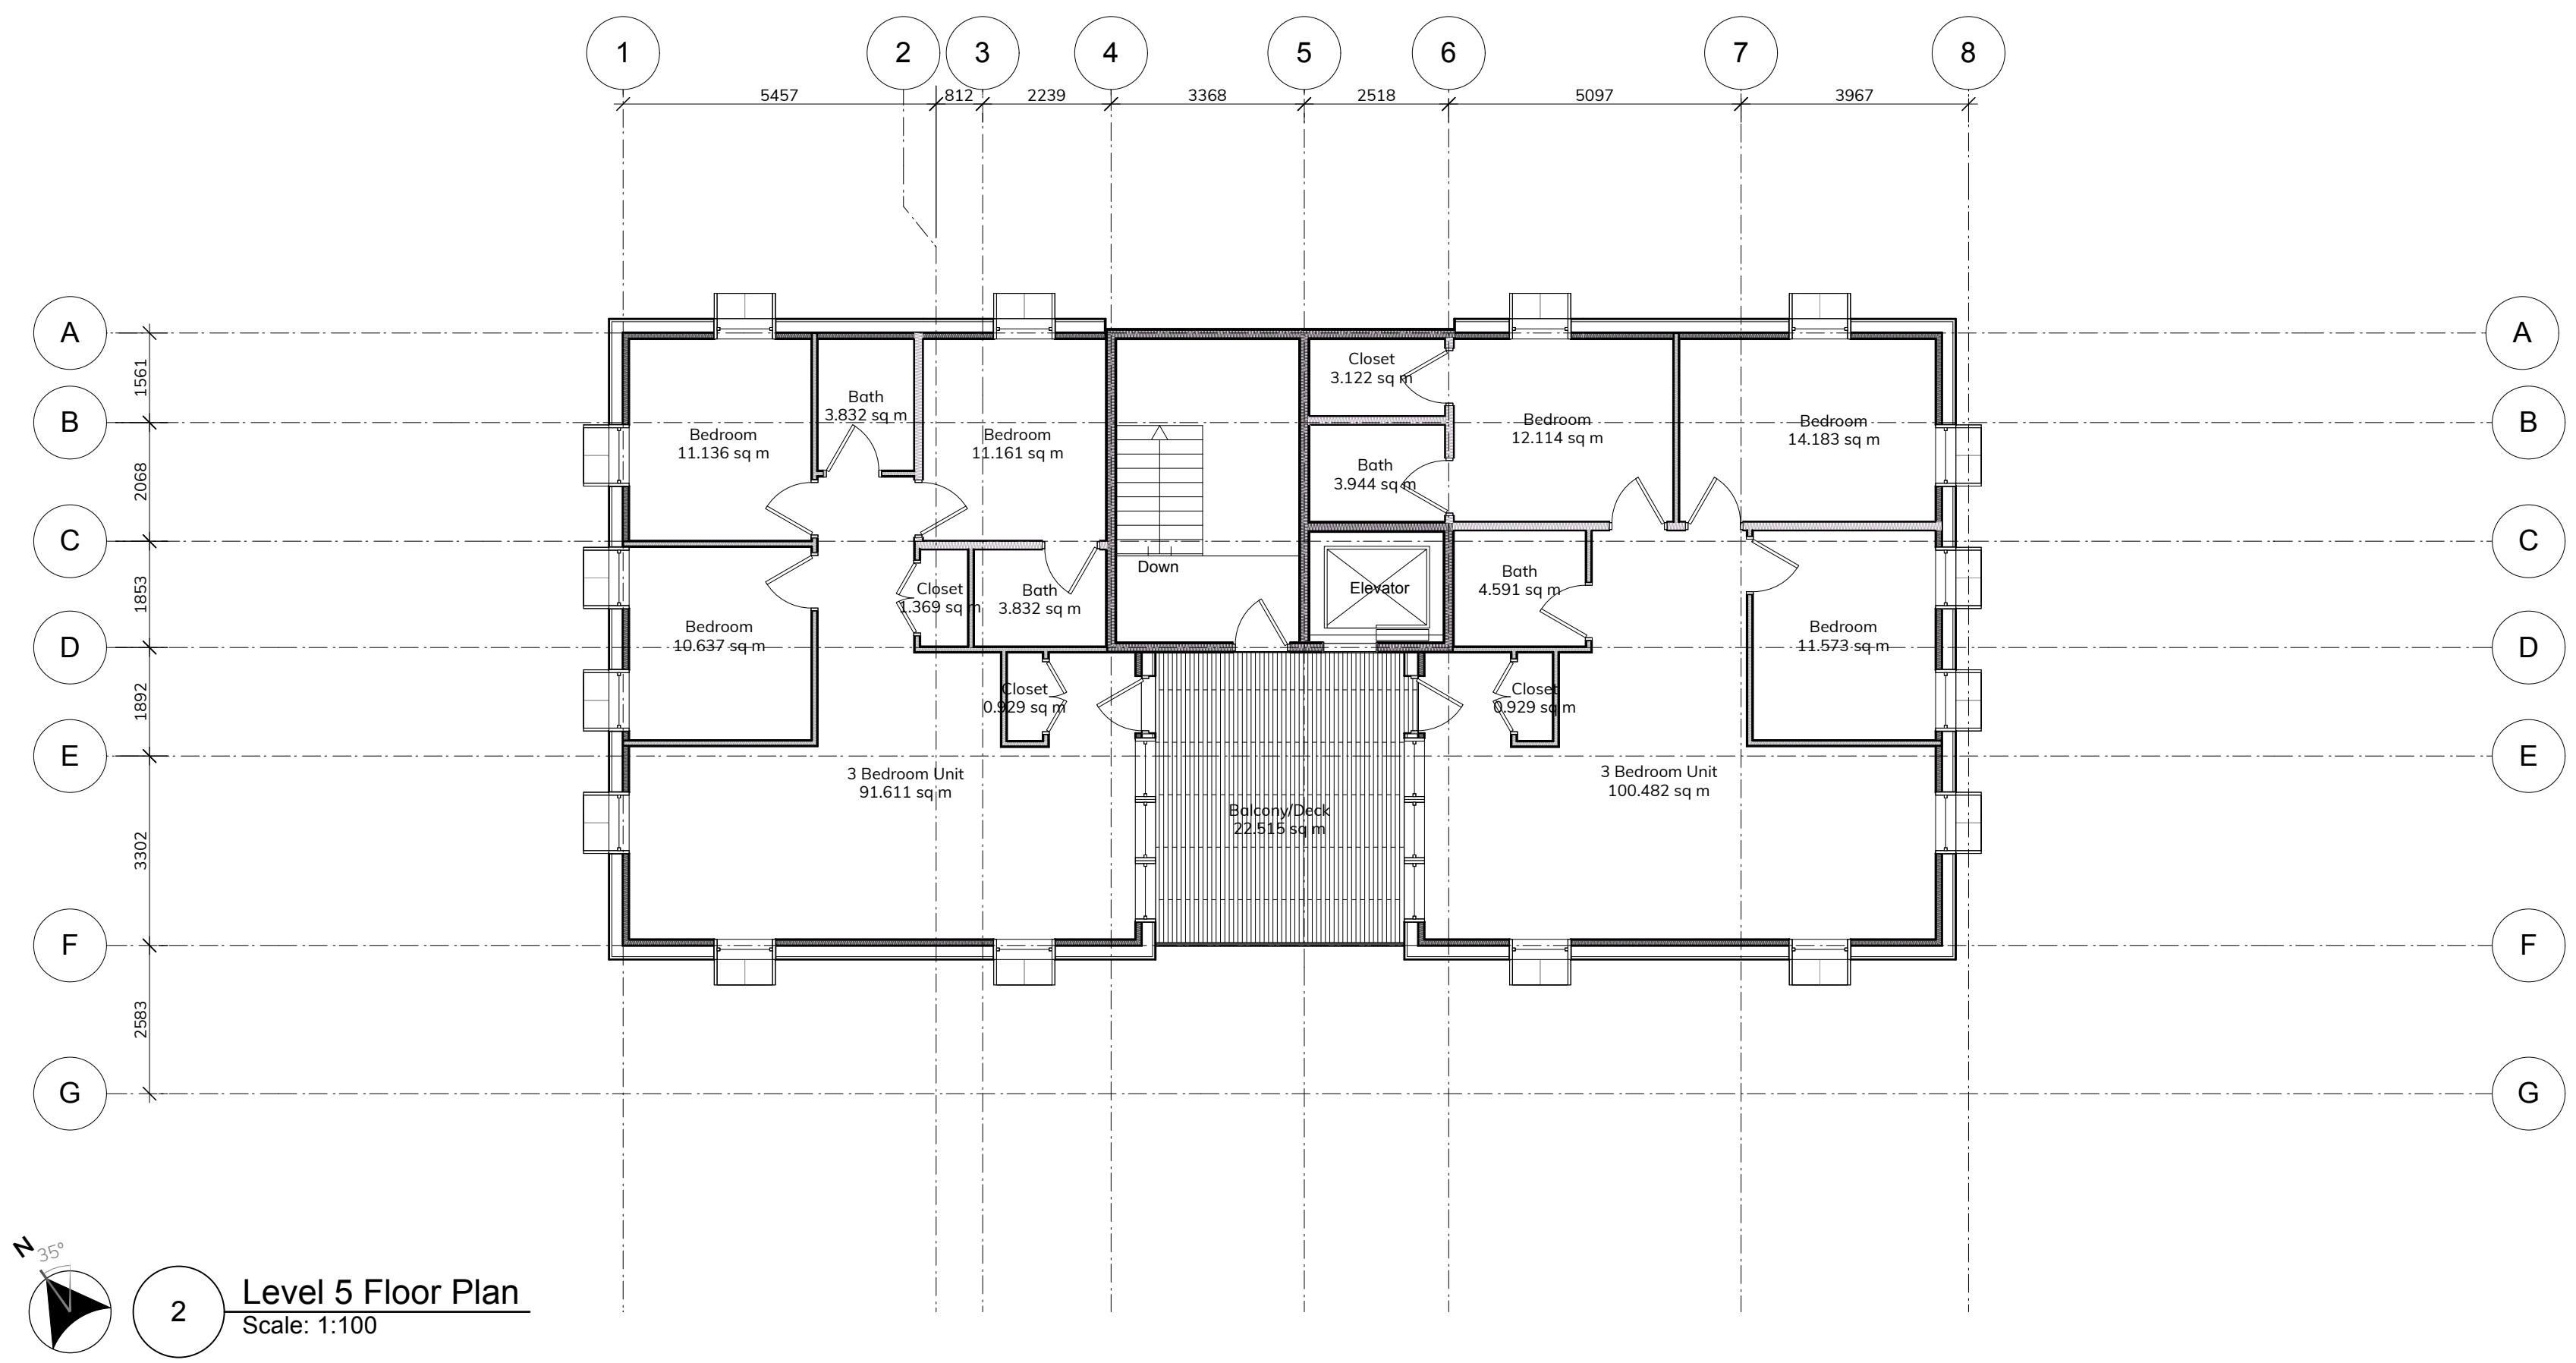 1 2 3 4 5 6 7 8
5457 812 2239 3368 2518 5097 3967
A A
1561
Closet
3.122 sq m
Bath
3.832 sq m
B B
Bedroom
11.136 sq m
Bedroom
11.161 sq m
Bedroom
12.114 sq m
Bedroom
14.183 sq m
2068
Bath
3.944 sq m
C C
Down
1853
Closet
1.369 sq m
Bath
3.832 sq m
Elevator
Bath
4.591 sq m
Bedroom
10.637 sq m
Bedroom
11.573 sq m
D D
1892
Closet
0.929 sq m
Closet
0.929 sq m
E E
3 Bedroom Unit
91.611 sq m
3 Bedroom Unit
100.482 sq m
Balcony/Deck
22.515 sq m
3302
F F
2583
G G
N 35°
2
Level 5 Floor Plan
Scale: 1:100